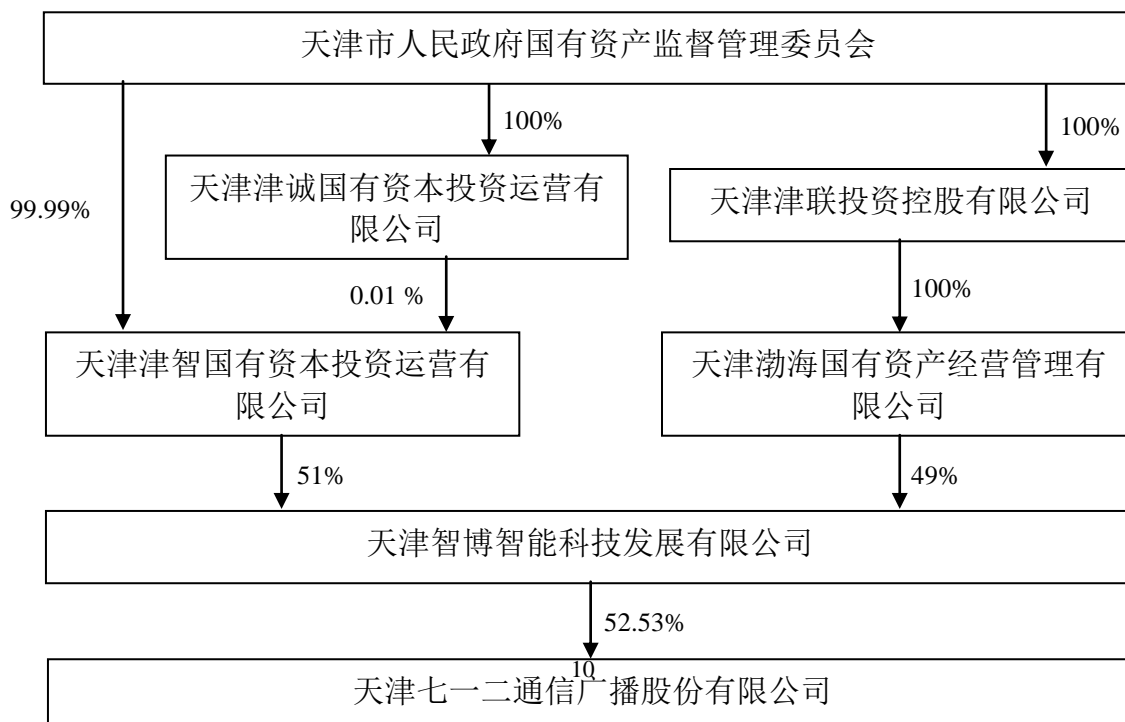 天津市人民政府国有资产监督管理委员会
100%
100%
天津津诚国有资本投资运营有
限公司
天津津联投资控股有限公司
99.99%
0.01 %
100%
天津津智国有资本投资运营有
限公司
天津渤海国有资产经营管理有
限公司
51%
49%
天津智博智能科技发展有限公司
52.53%
10
天津七一二通信广播股份有限公司